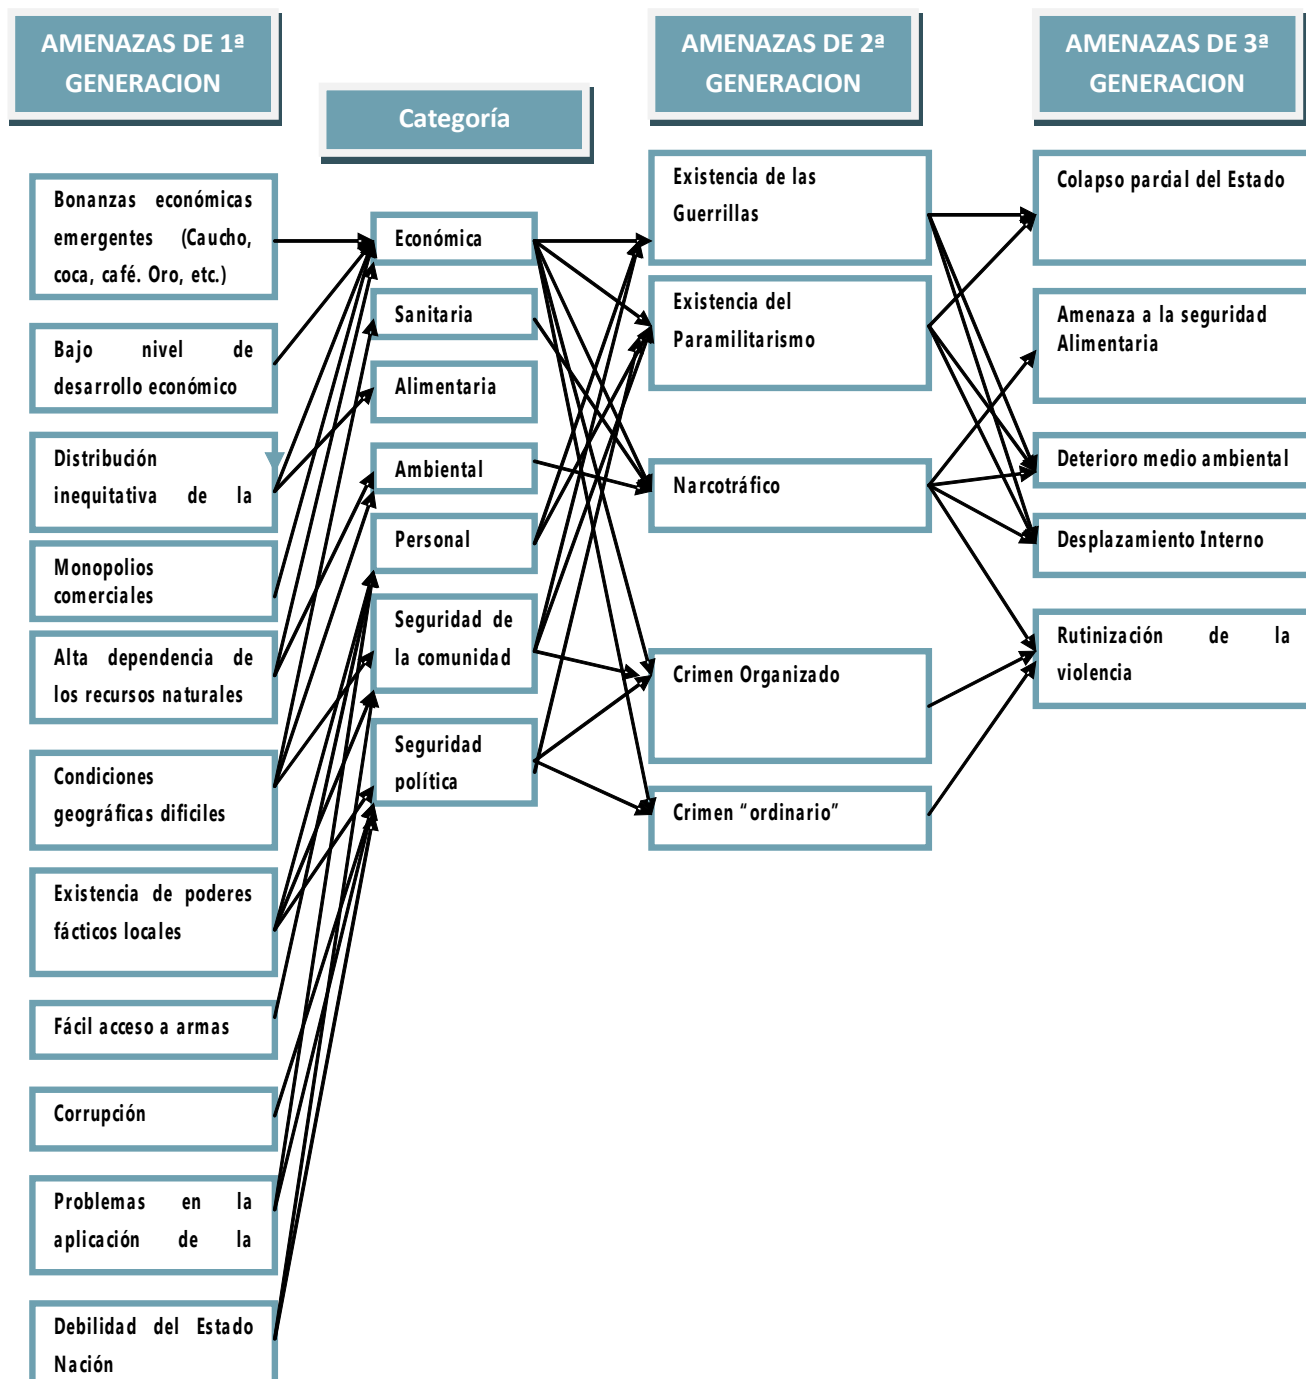 AMENAZAS DE 1ª
GENERACION
Categoría
AMENAZAS DE 2ª
GENERACION
AMENAZAS DE 3ª
GENERACION
Bonanzas económicas
emergentes (Caucho,
coca, café. Oro, etc.)
Bajo nivel de
desarrollo económico
Distribución
inequitativa de la
Monopolios
comerciales
Alta dependencia de
los recursos naturales
Condiciones
geográficas dificiles
Existencia de poderes
fácticos locales
Fácil acceso a armas
Corrupción
Problemas en la
aplicación de la
Debilidad del Estado
Nación
Económica
Sanitaria
Alimentaria
Ambiental
Personal
Seguridad de
la comunidad
Seguridad
política
Existencia de las
Guerrillas
Existencia del
Paramilitarismo
Narcotráfico
Crimen Organizado
Crimen “ordinario”
Colapso parcial del Estado
Amenaza a la seguridad
Alimentaria
Deterioro medio ambiental
Desplazamiento Interno
Rutinización de la
violencia